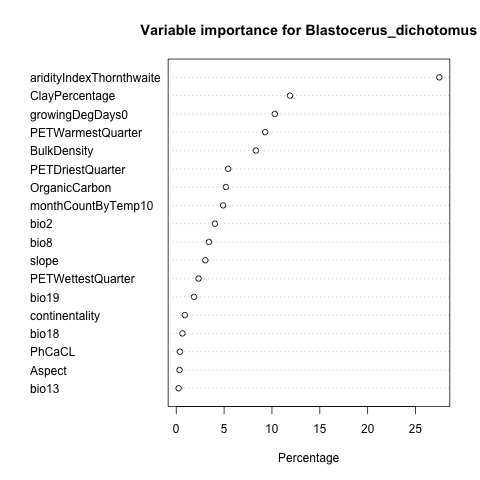 Variable importance for Blastocerus_dichotomus
aridityIndexThornthwaite
ClayPercentage
growingDegDays0
PETWarmestQuarter
BulkDensity
PETDriestQuarter
OrganicCarbon
monthCountByTemp10
bio2
bio8
slope
PETWettestQuarter
bio19
continentality
bio18
PhCaCL
Aspect
bio13
0 5 10 15 20 25
Percentage